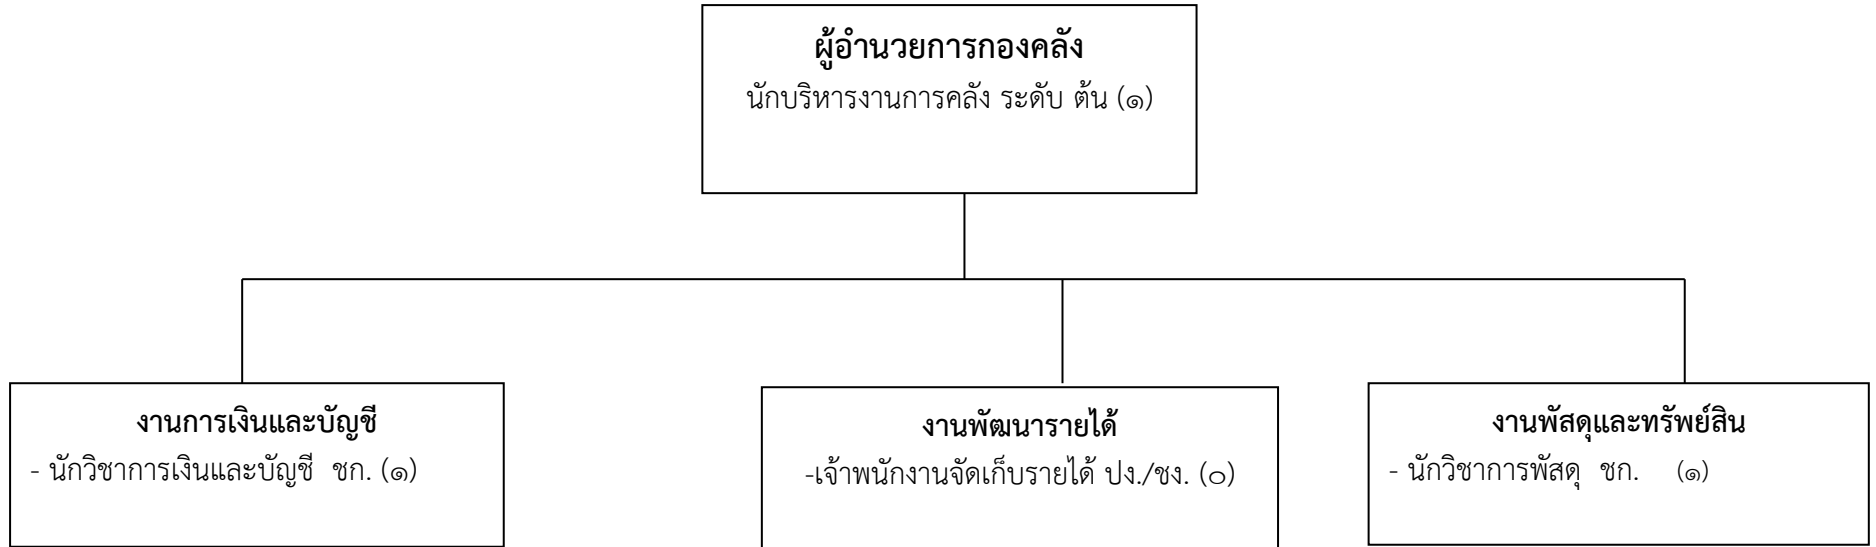 ผู้อำนวยการกองคลัง
นักบริหารงานการคลัง ระดับ ต้น (๑)
งานการเงินและบัญชี
- นักวิชาการเงินและบัญชี ชก. (๑)
งานพัฒนารายได้
-เจ้าพนักงานจัดเก็บรายได้ ปง./ชง. (๐)
งานพัสดุและทรัพย์สิน
- นักวิชาการพัสดุ ชก. (๑)